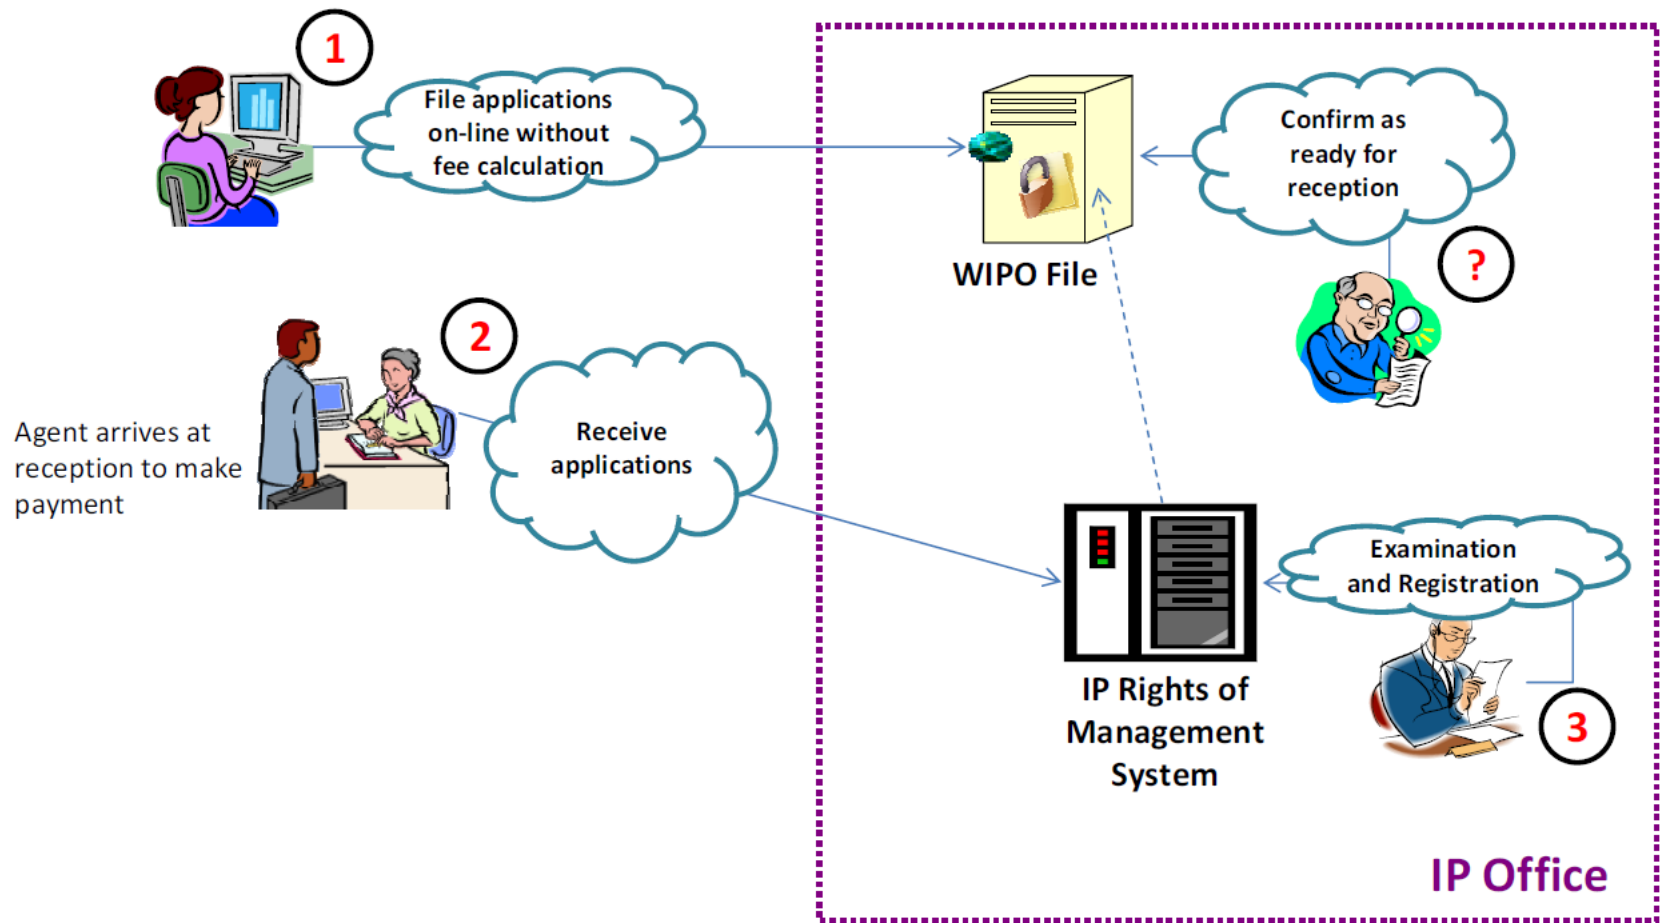 1
File applications
on-line without
fee calculation
WIPO File
Confirm as
ready for
reception
?
2
Agent arrives at
reception to make
payment
Receive
applications
Examination
and Registration
IP Rights of
Management
System
3
IP Office